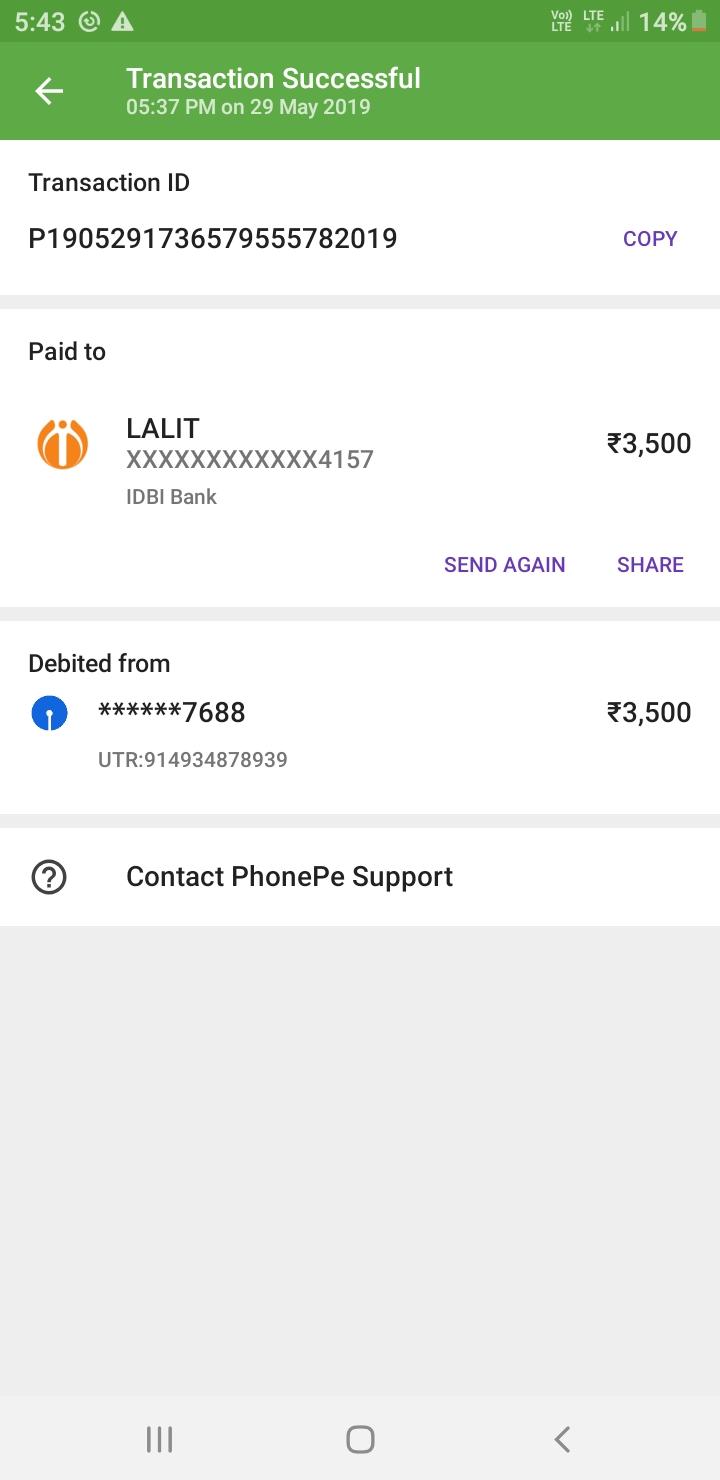 5:43 Vo)) LTE LTE 14%
Transaction Successful
05:37 PM on 29 May 2019
Transaction ID
P1905291736579555782019 COPY
Paid to
LALIT
XXXXXXXXXXXX4157 ₹3,500
IDBI Bank
SEND AGAIN SHARE
Debited from
******7688 ₹3,500
UTR:914934878939
Contact PhonePe Support